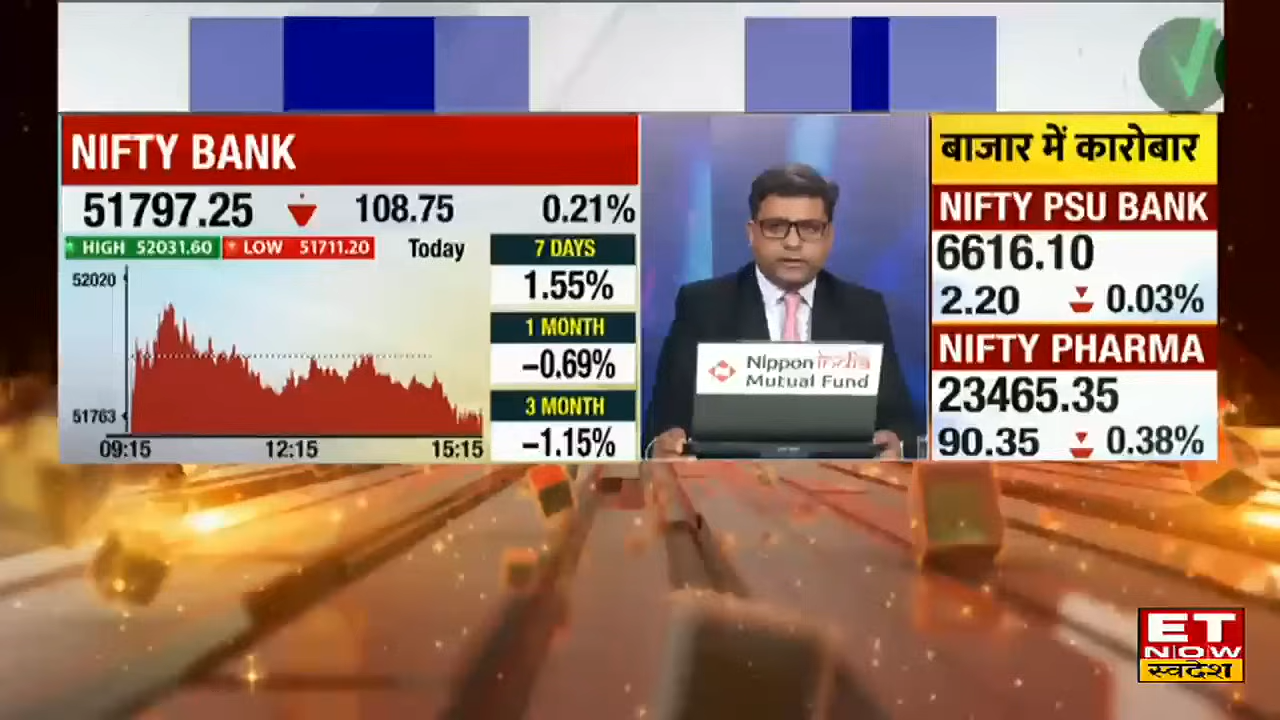 NIFTY BANK
51797.25 108.75 0.21%
HIGH 52031.60 LOW 51711.20 Today
52020
51763
09:15 12:15 15:15
7 DAYS
1.55%
1 MONTH
-0.69%
3 MONTH
-1.15%
Nippon india
Mutual Fund
बाजार में कारोबार
NIFTY PSU BANK
6616.10
2.20 0.03%
NIFTY PHARMA
23465.35
90.35 0.38%
ET
NOW
स्वदेश